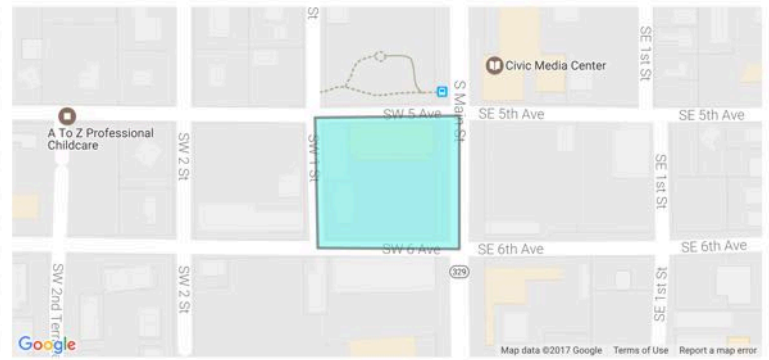 St
SE 1st St
Civic Media Center
S Main St
SW 5 Ave
SE 5th Ave
SE 5th Ave
A To Z Professional
Childcare
SW 2 St
SW 1 St
SE 1st St
SW 6 Ave
SE 6th Ave
SE 6th Ave
329
SW 2nd Terrace
SW 2 St
SE 1st St
Google
Map data ©2017 Google
Terms of Use
Report a map error